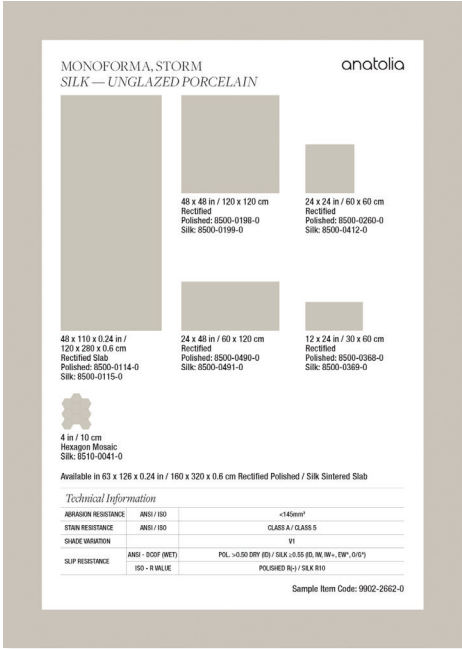 MONOFORMA, STORM
SILK — UNGLAZED PORCELAIN
anatolia
48 x 48 in / 120 x 120 cm
Rectified
Polished: 8500-0198-0
Silk: 8500-0199-0
24 x 24 in / 60 x 60 cm
Rectified
Polished: 8500-0260-0
Silk: 8500-0412-0
48 x 110 x 0.24 in /
120 x 280 x 0.6 cm
Rectified Slab
Polished: 8500-0114-0
Silk: 8500-0115-0
24 x 48 in / 60 x 120 cm
Rectified
Polished: 8500-0490-0
Silk: 8500-0491-0
12 x 24 in / 30 x 60 cm
Rectified
Polished: 8500-0368-0
Silk: 8500-0369-0
4 in / 10 cm
Hexagon Mosaic
Silk: 8510-0041-0
Available in 63 x 126 x 0.24 in / 160 x 320 x 0.6 cm Rectified Polished / Silk Sintered Slab
Technical Information
ABRASION RESISTANCE ANSI / ISO <145mm³
STAIN RESISTANCE ANSI / ISO CLASS A / CLASS 5
SHADE VARIATION V1
SLIP RESISTANCE ANSI - DCOF (WET) POL. >0.50 DRY (ID) / SILK ≥0.55 (ID, IW, IW+, EW*, O/G*)
ISO - R VALUE POLISHED R(-) / SILK R10
Sample Item Code: 9902-2662-0